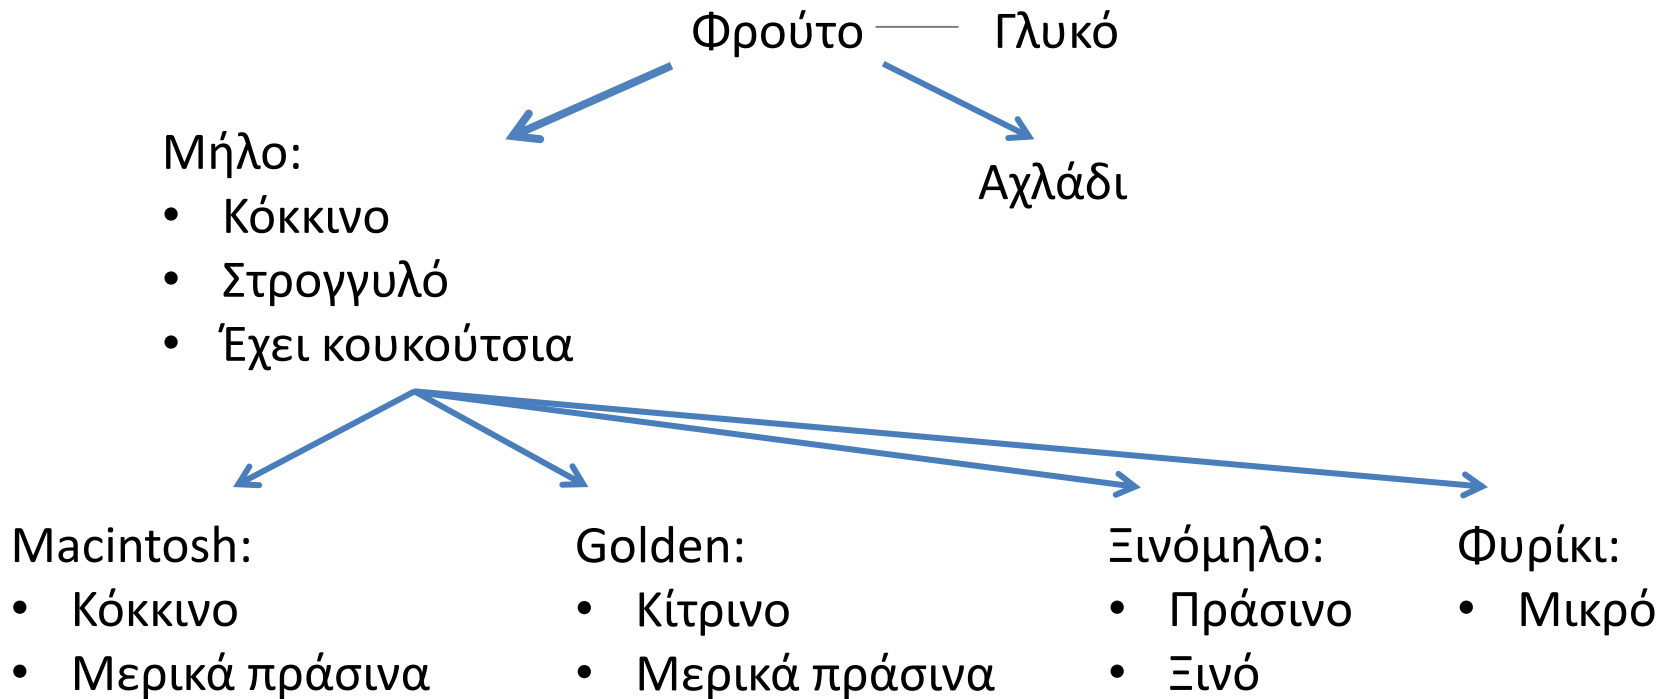 Φρούτο Γλυκό
Μήλο:
• Κόκκινο
• Στρογγυλό
• Έχει κουκούτσια
Αχλάδι
Macintosh:
• Κόκκινο
• Μερικά πράσινα
Golden:
• Κίτρινο
• Μερικά πράσινα
Ξινόμηλο:
• Πράσινο
• Ξινό
Φυρίκι:
• Μικρό